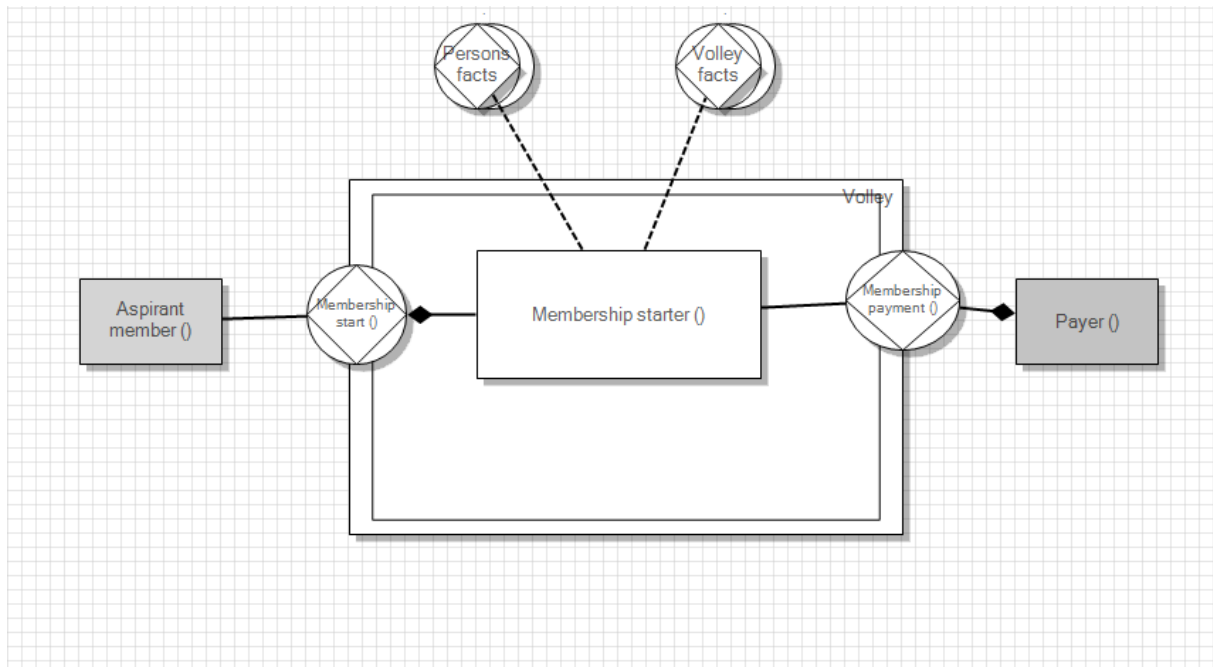 Persons
facts
Volley
facts
Volley
Aspirant
member ()
Membership
start ()
Membership starter ()
Membership
payment ()
Payer ()